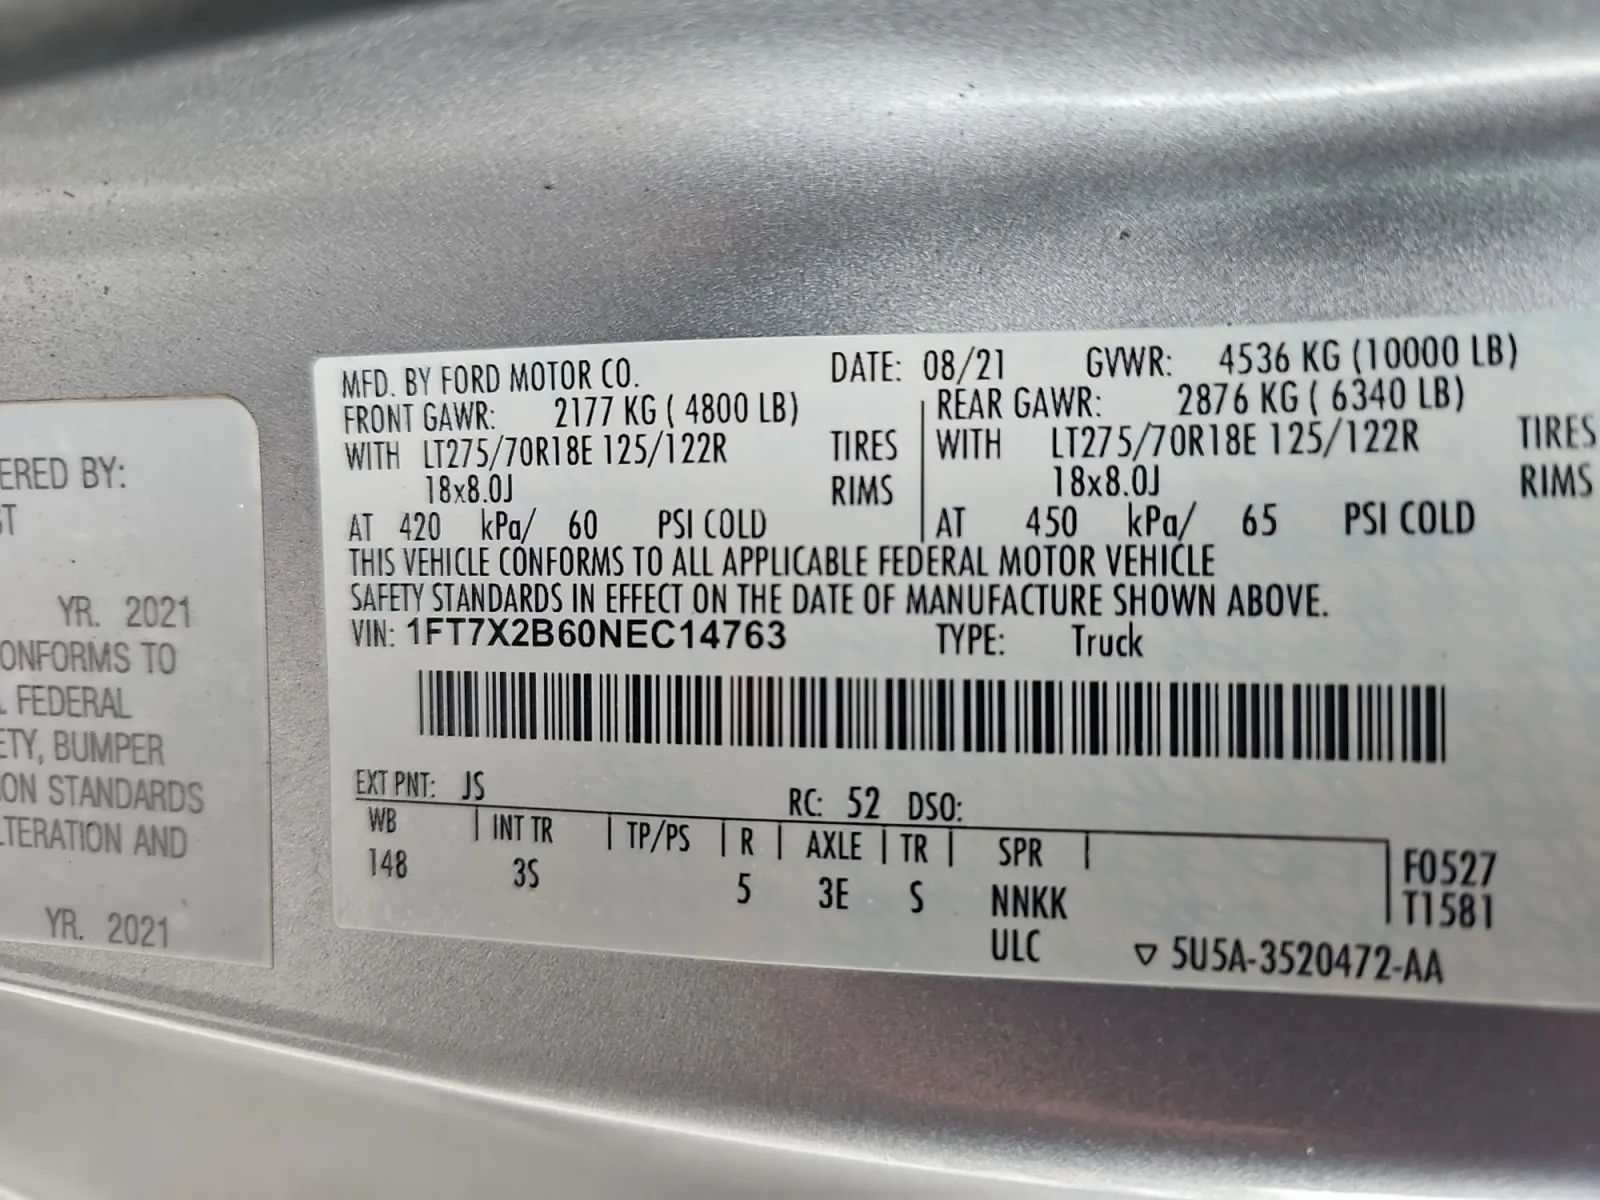 ERED BY:
ST
YR. 2021
ONFORMS TO
L FEDERAL
ETY, BUMPER
ON STANDARDS
LTERATION AND
YR. 2021
MFD. BY FORD MOTOR CO. DATE: 08/21 GVWR: 4536 KG (10000 LB)
FRONT GAWR: 2177 KG ( 4800 LB) REAR GAWR: 2876 KG ( 6340 LB)
WITH LT275/70R18E 125/122R TIRES WITH LT275/70R18E 125/122R TIRES
18x8.0J RIMS 18x8.0J RIMS
AT 420 kPa/ 60 PSI COLD AT 450 kPa/ 65 PSI COLD
THIS VEHICLE CONFORMS TO ALL APPLICABLE FEDERAL MOTOR VEHICLE
SAFETY STANDARDS IN EFFECT ON THE DATE OF MANUFACTURE SHOWN ABOVE.
VIN: 1FT7X2B60NEC14763 TYPE: Truck
EXT PNT: JS RC: 52 DSO:
WB | INT TR | TP/PS | R | AXLE | TR | SPR | F0527
148 3S 5 3E S NNKK T1581
ULC ▽ 5U5A-3520472-AA